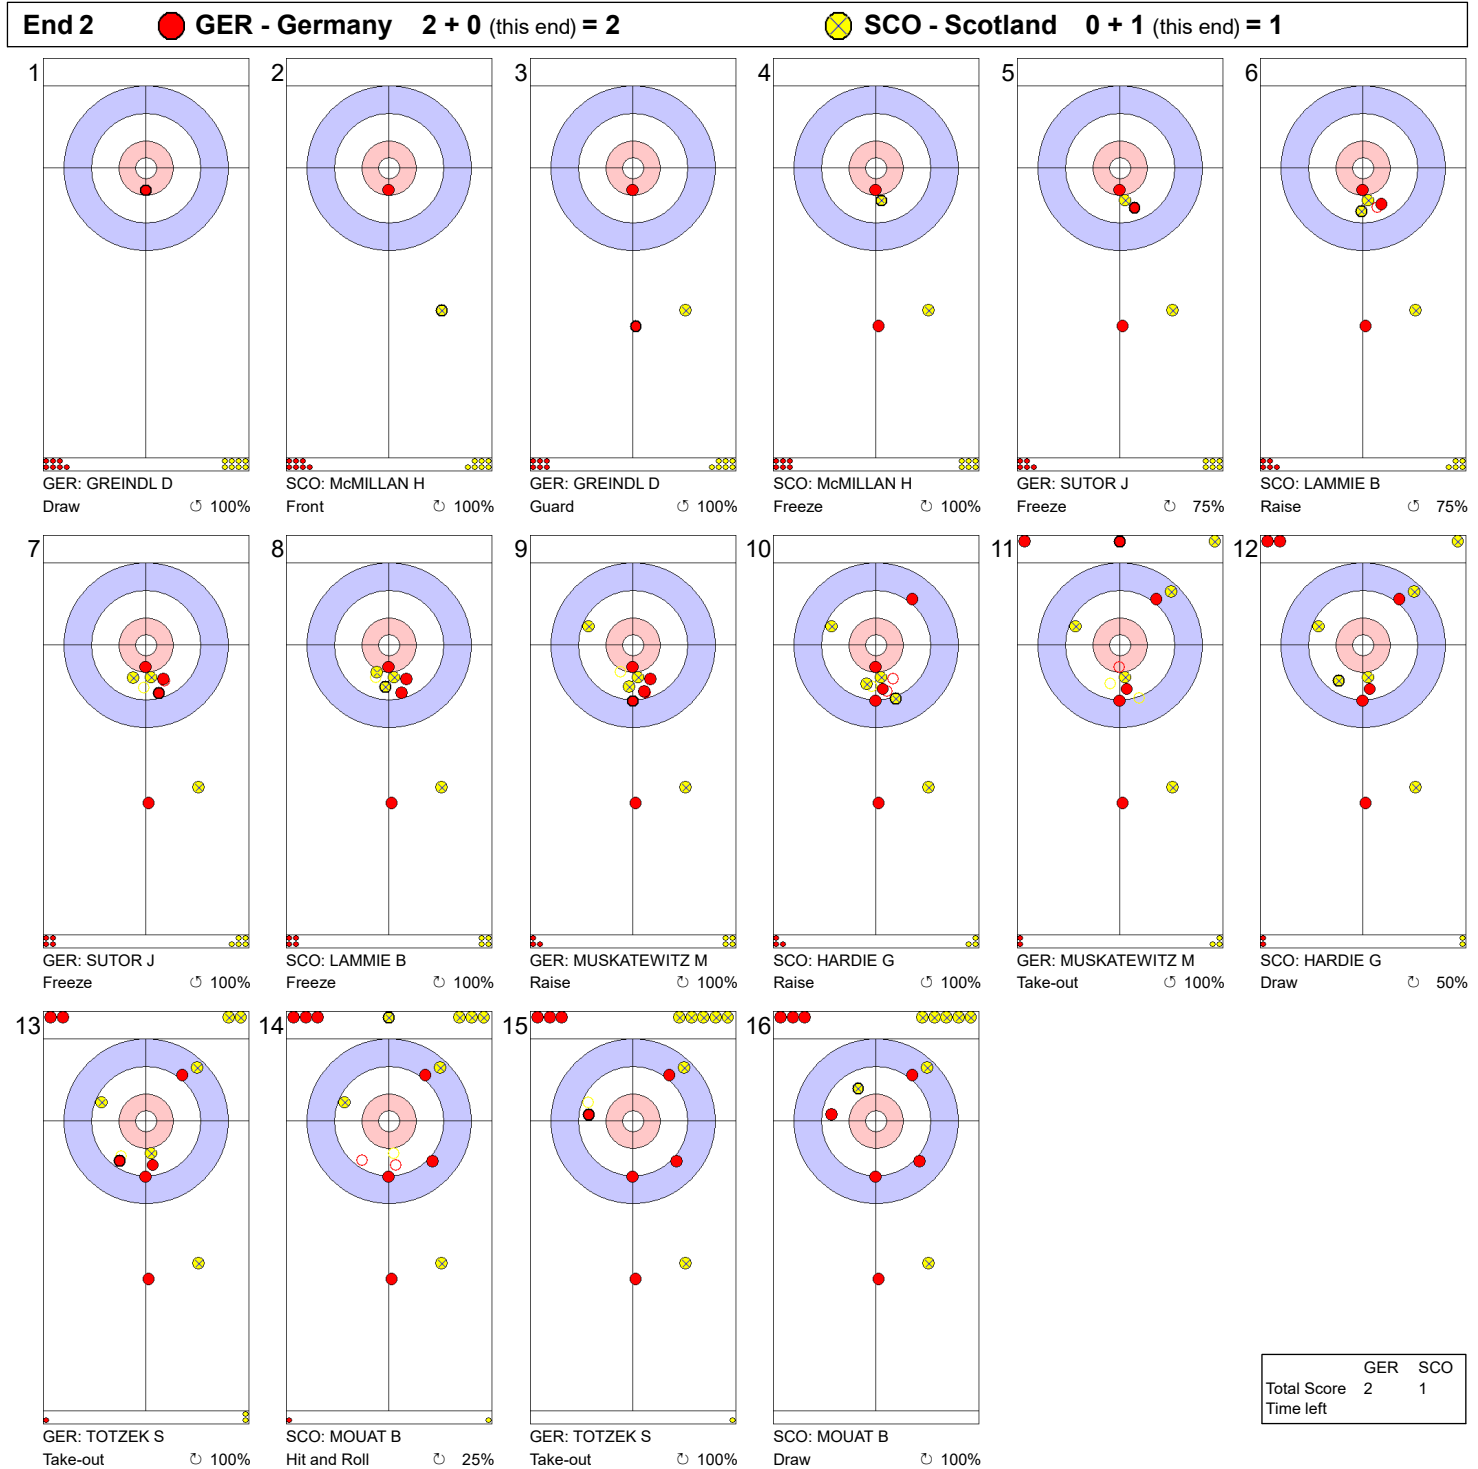 End 2 GER - Germany 2 + 0 (this end) = 2 SCO - Scotland 0 + 1 (this end) = 1
1 2 3 4 5 6
GER: GREINDL D SCO: McMILLAN H GER: GREINDL D SCO: McMILLAN H GER: SUTOR J SCO: LAMMIE B
Draw ↺ 100% Front ↻ 100% Guard ↺ 100% Freeze ↻ 100% Freeze ↻ 75% Raise ↺ 75%
7 8 9 10 11 12
GER: SUTOR J SCO: LAMMIE B GER: MUSKATEWITZ M SCO: HARDIE G GER: MUSKATEWITZ M SCO: HARDIE G
Freeze ↺ 100% Freeze ↻ 100% Raise ↻ 100% Raise ↺ 100% Take-out ↺ 100% Draw ↻ 50%
13 14 15 16
GER: TOTZEK S SCO: MOUAT B GER: TOTZEK S SCO: MOUAT B
Take-out ↻ 100% Hit and Roll ↻ 25% Take-out ↻ 100% Draw ↻ 100%
GER SCO
Total Score 2 1
Time left